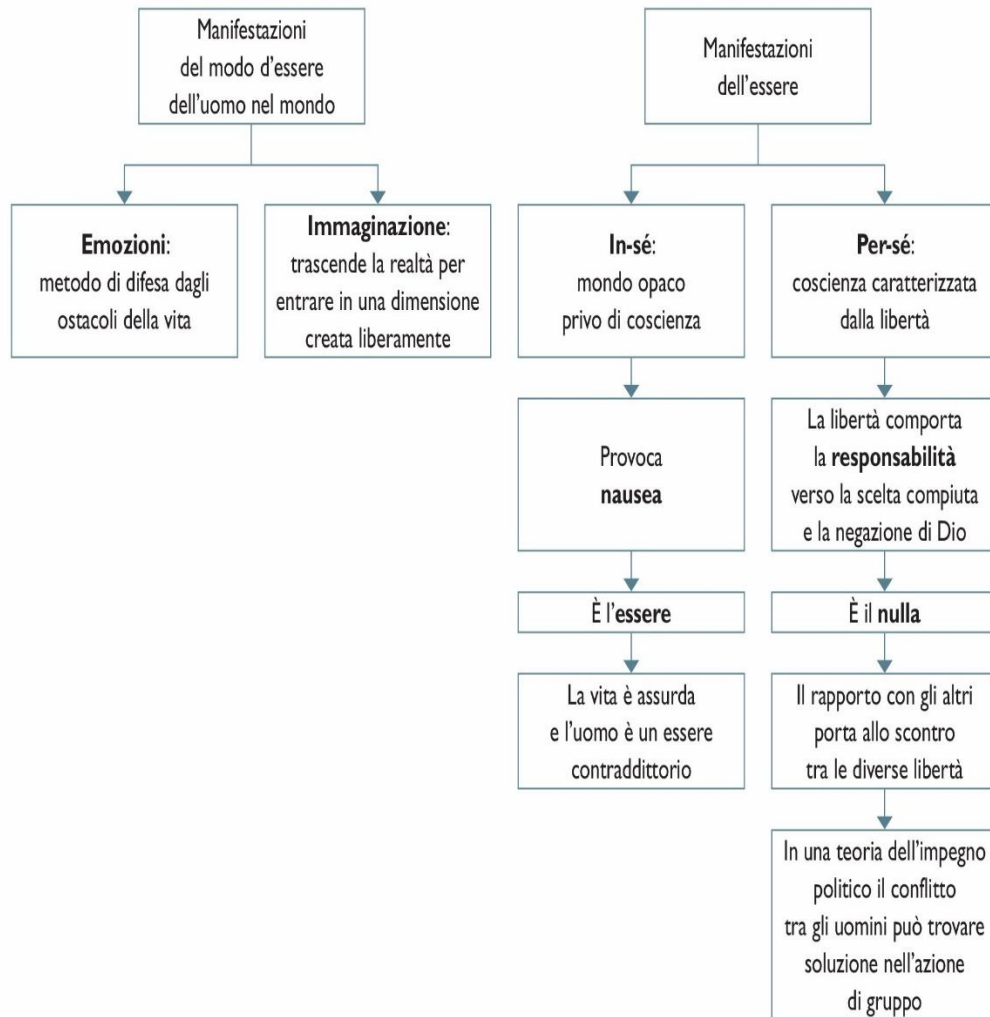 Manifestazioni
del modo d'essere
dell'uomo nel mondo
Manifestazioni
dell'essere
Emozioni:
metodo di difesa dagli
ostacoli della vita
Immaginazione:
trascende la realtà per
entrare in una dimensione
creata liberamente
In-sé:
mondo opaco
privo di coscienza
Per-sé:
coscienza caratterizzata
dalla libertà
Provoca
nausea
La libertà comporta
la responsabilità
verso la scelta compiuta
e la negazione di Dio
È l'essere
È il nulla
La vita è assurda
e l'uomo è un essere
contraddittorio
Il rapporto con gli altri
porta allo scontro
tra le diverse libertà
In una teoria dell'impegno
politico il conflitto
tra gli uomini può trovare
soluzione nell'azione
di gruppo